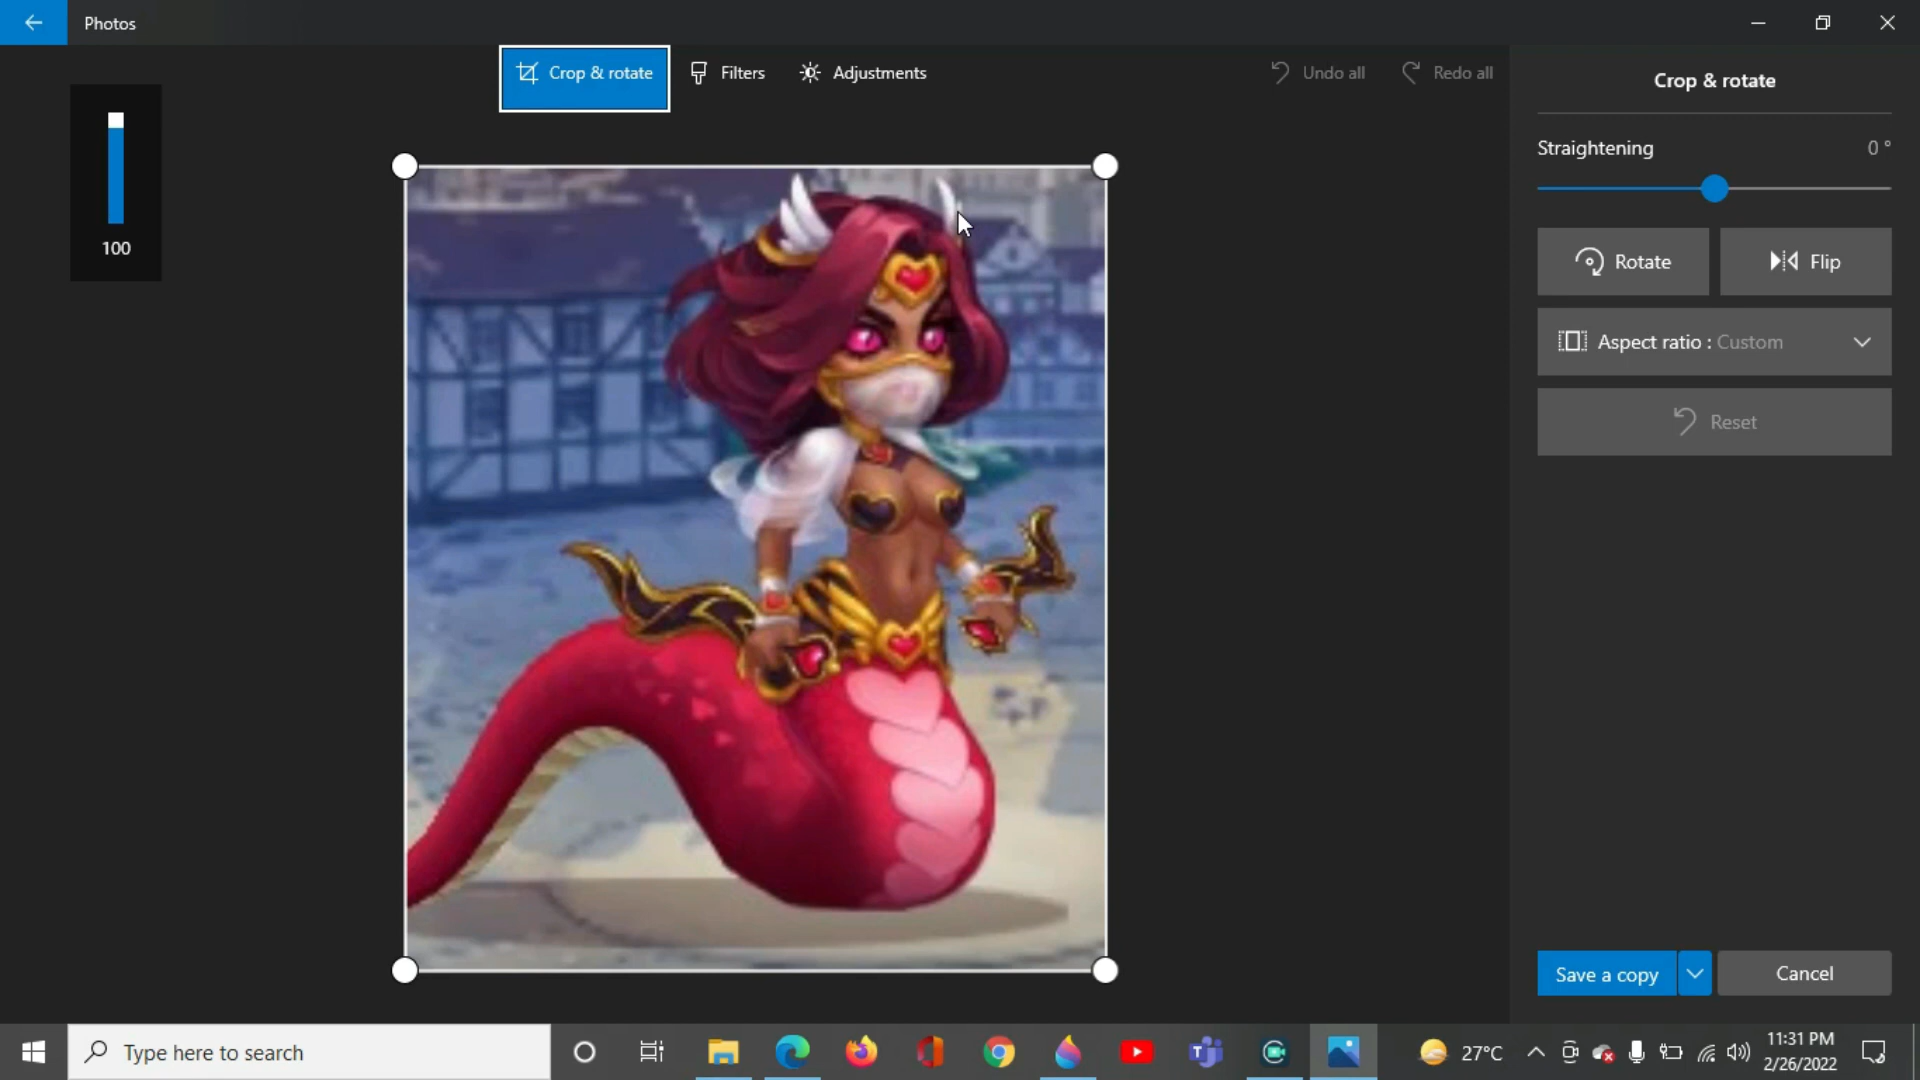 Photos
Crop & rotate
Filters
Adjustments
Undo all
Redo all
100
Crop & rotate
Straightening
0 °
Rotate
Flip
Aspect ratio : Custom
Reset
Save a copy
Cancel
Type here to search
27°C
11:31 PM
2/26/2022